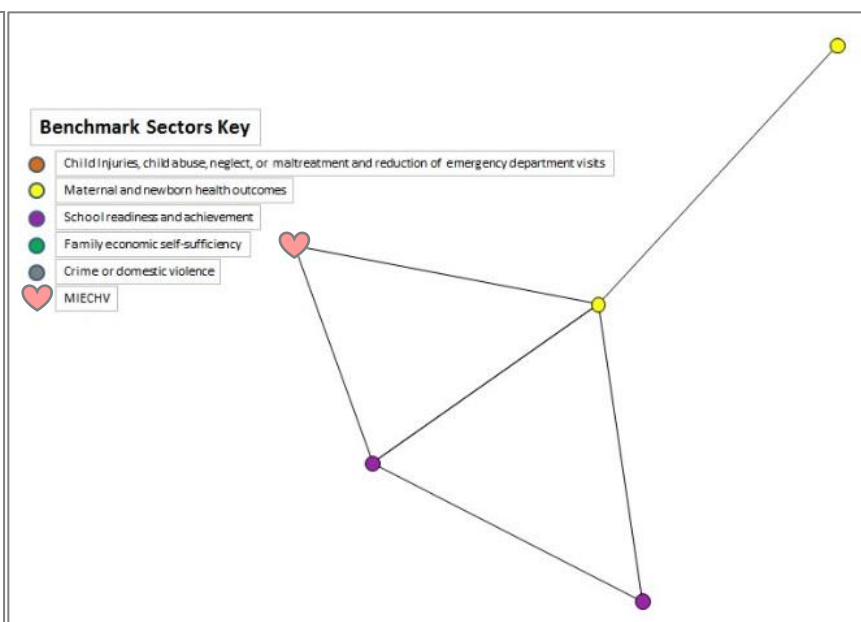 Benchmark Sectors Key
Child Injuries, child abuse, neglect, or maltreatment and reduction of emergency department visits
Maternal and newborn health outcomes
School readiness and achievement
Family economic self-sufficiency
Crime or domestic violence
MIECHV